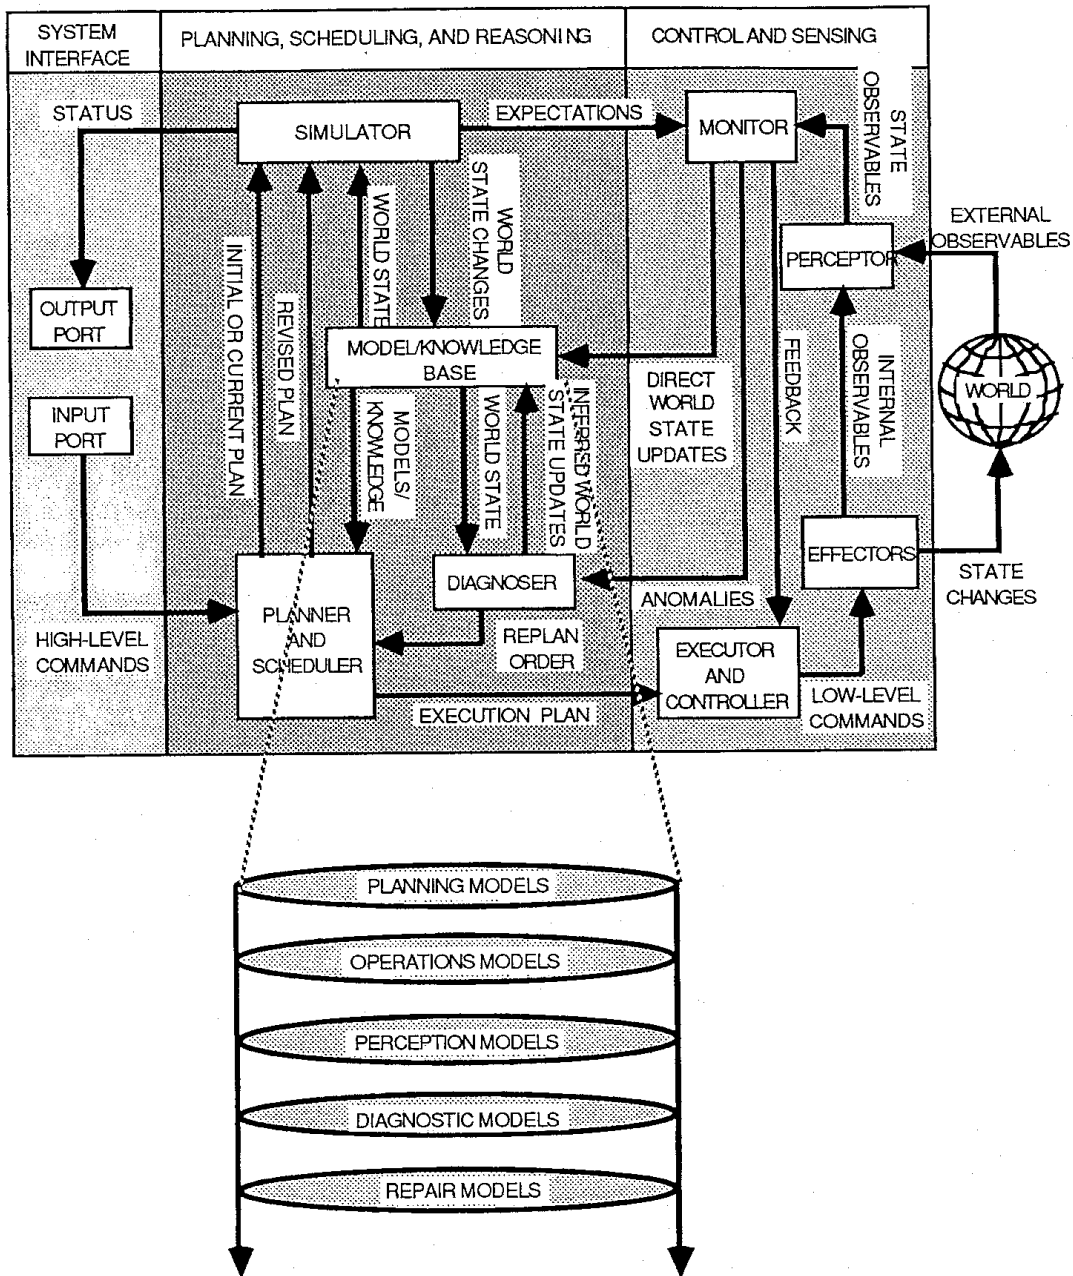 SYSTEM
INTERFACE
PLANNING, SCHEDULING, AND REASONING
CONTROL AND SENSING
STATUS
SIMULATOR
EXPECTATIONS
MONITOR
STATE
OBSERVABLES
OUTPUT
PORT
INPUT
PORT
INITIAL OR CURRENT PLAN
REVISED PLAN
WORLD STATE
WORLD
STATE CHANGES
MODEL/KNOWLEDGE
BASE
MODELS/
KNOWLEDGE
WORLD STATE
INFERRED WORLD
STATE UPDATES
DIRECT
WORLD
STATE
UPDATES
FEEDBACK
PERCEPTOR
EXTERNAL
OBSERVABLES
INTERNAL
OBSERVABLES
WORLD
EFFECTORS
STATE
CHANGES
HIGH-LEVEL
COMMANDS
PLANNER
AND
SCHEDULER
DIAGNOSER
ANOMALIES
REPLAN
ORDER
EXECUTOR
AND
CONTROLLER
EXECUTION PLAN
LOW-LEVEL
COMMANDS
PLANNING MODELS
OPERATIONS MODELS
PERCEPTION MODELS
DIAGNOSTIC MODELS
REPAIR MODELS